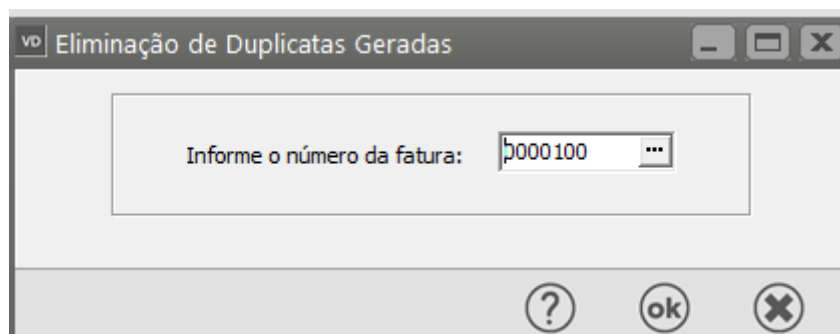 VD Eliminação de Duplicatas Geradas
Informe o número da fatura: 0000100 ...
? ok